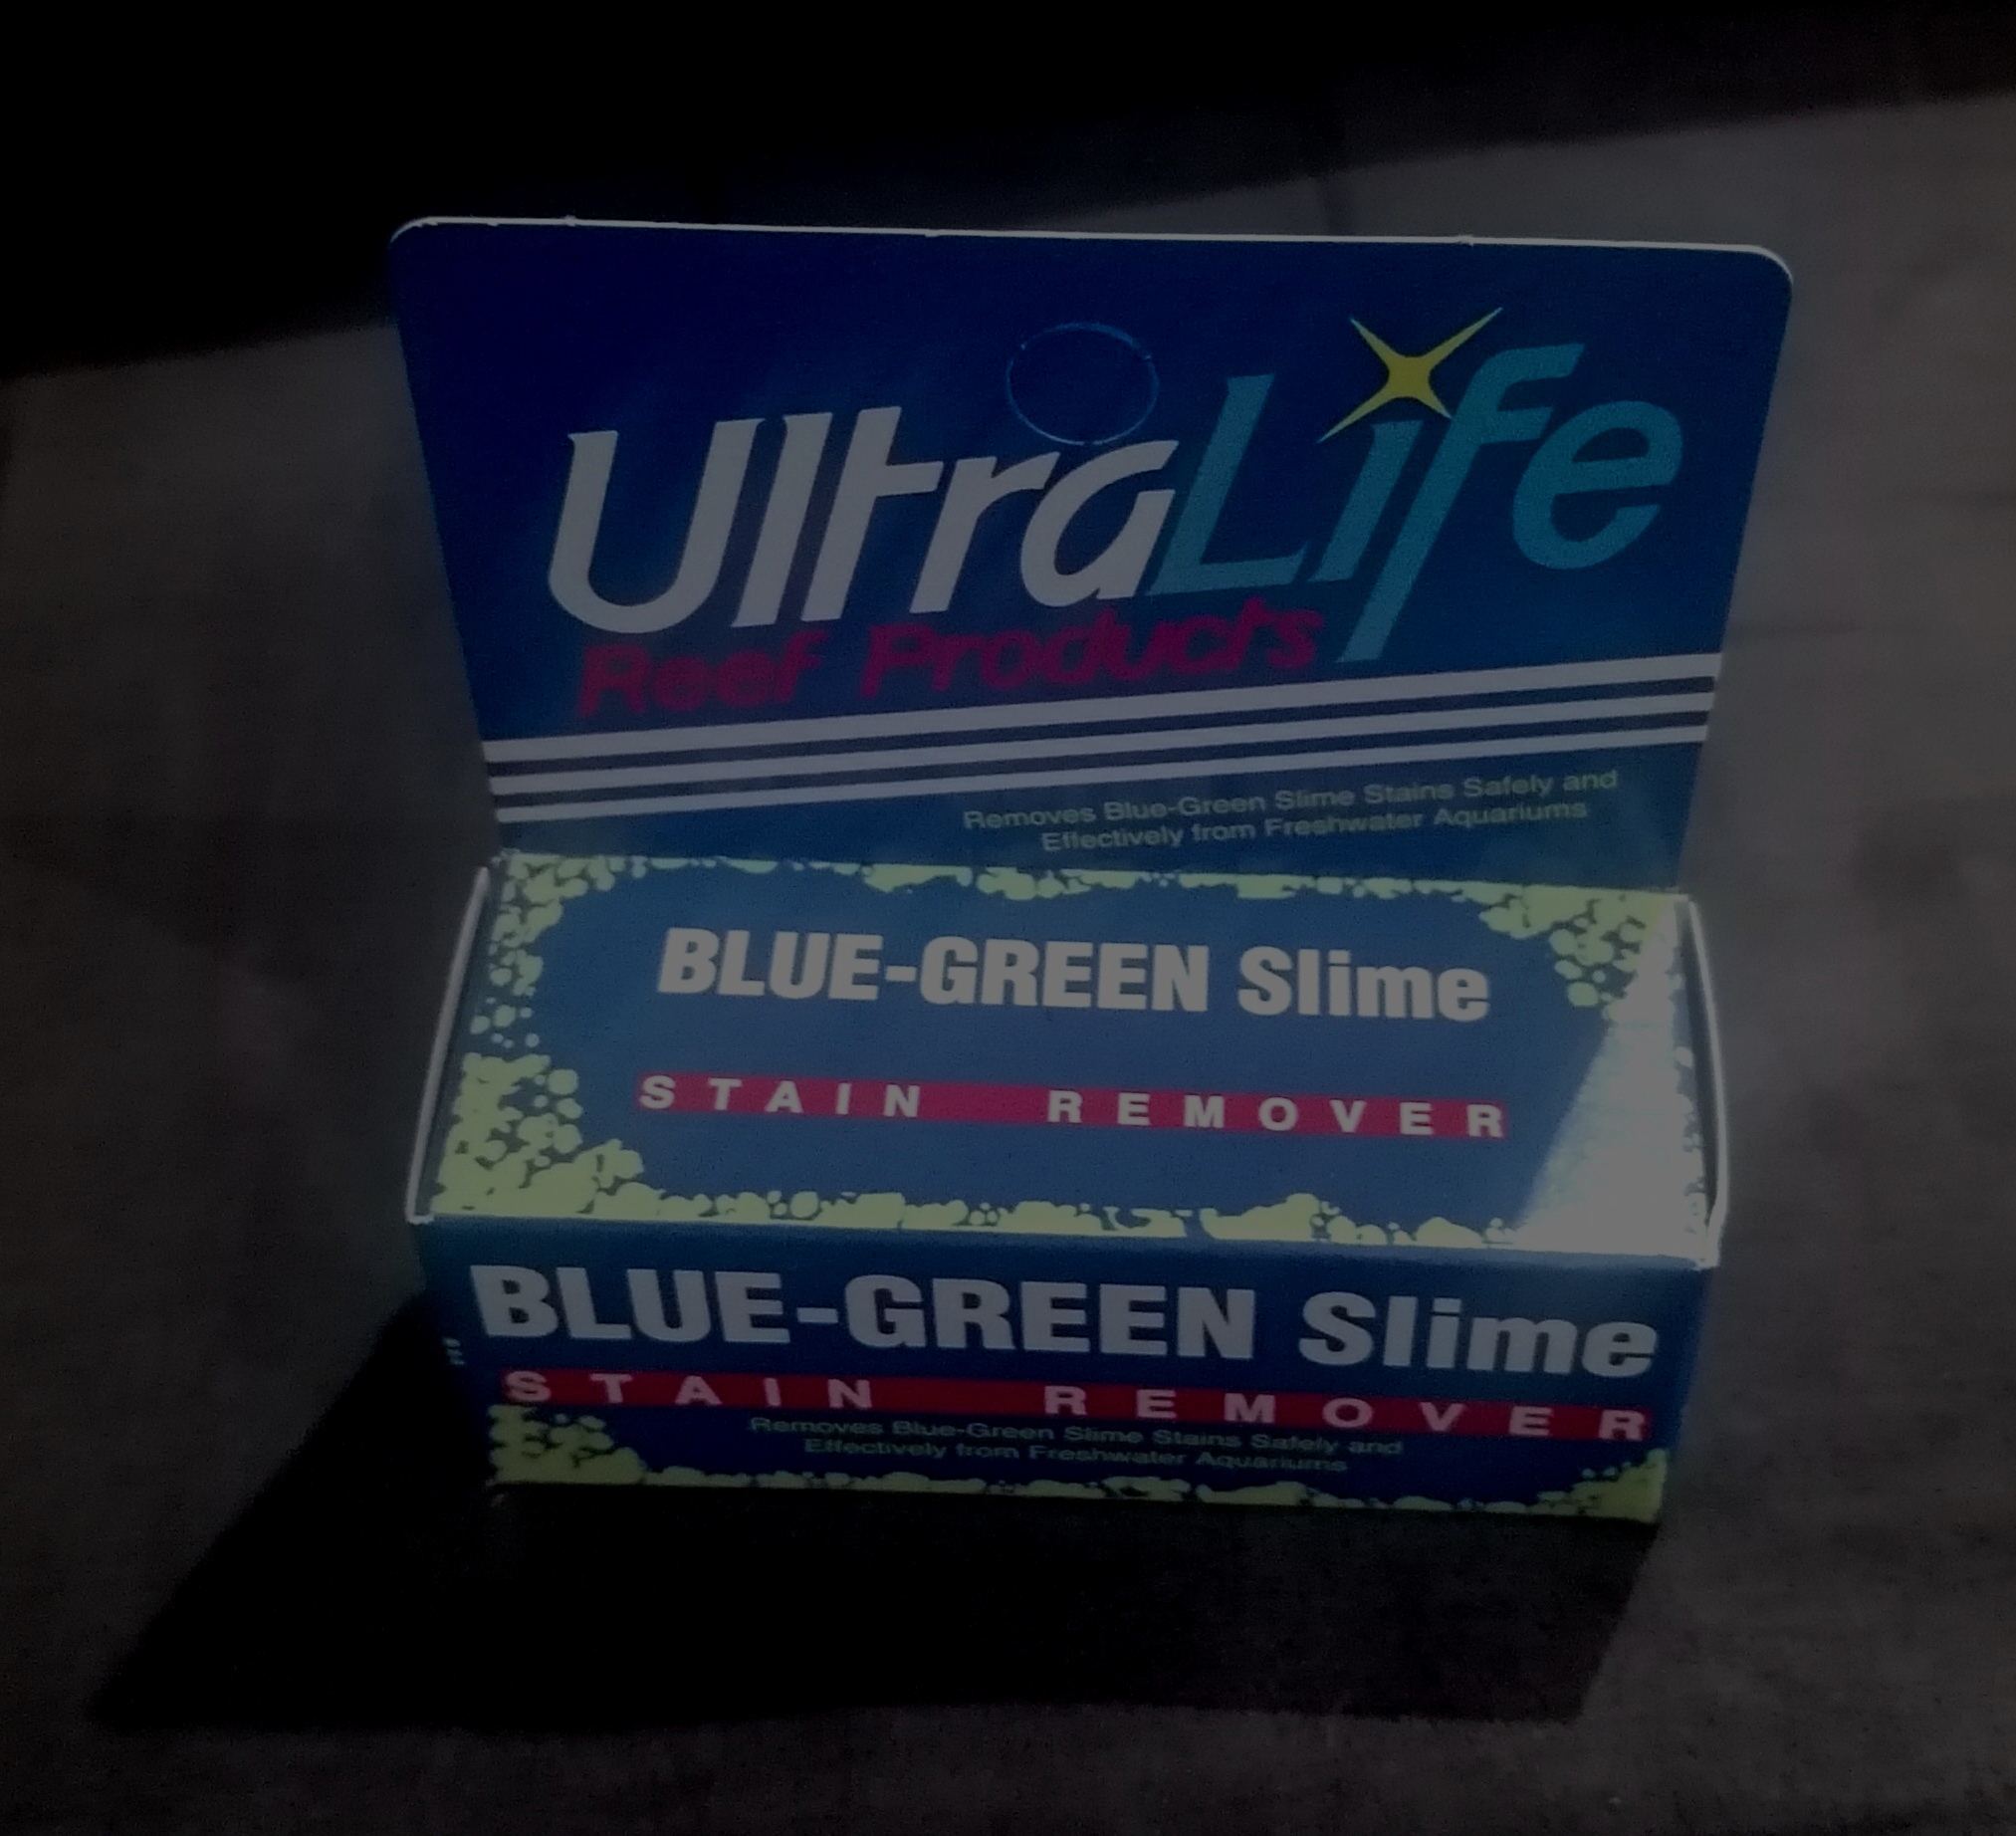 UltraLife
Reef Products
Removes Blue-Green Slime Stains Safely and
Effectively from Freshwater Aquariums
BLUE-GREEN Slime
STAIN REMOVER
BLUE-GREEN Slime
STAIN REMOVER
Removes Blue-Green Slime Stains Safely and
Effectively from Freshwater Aquariums